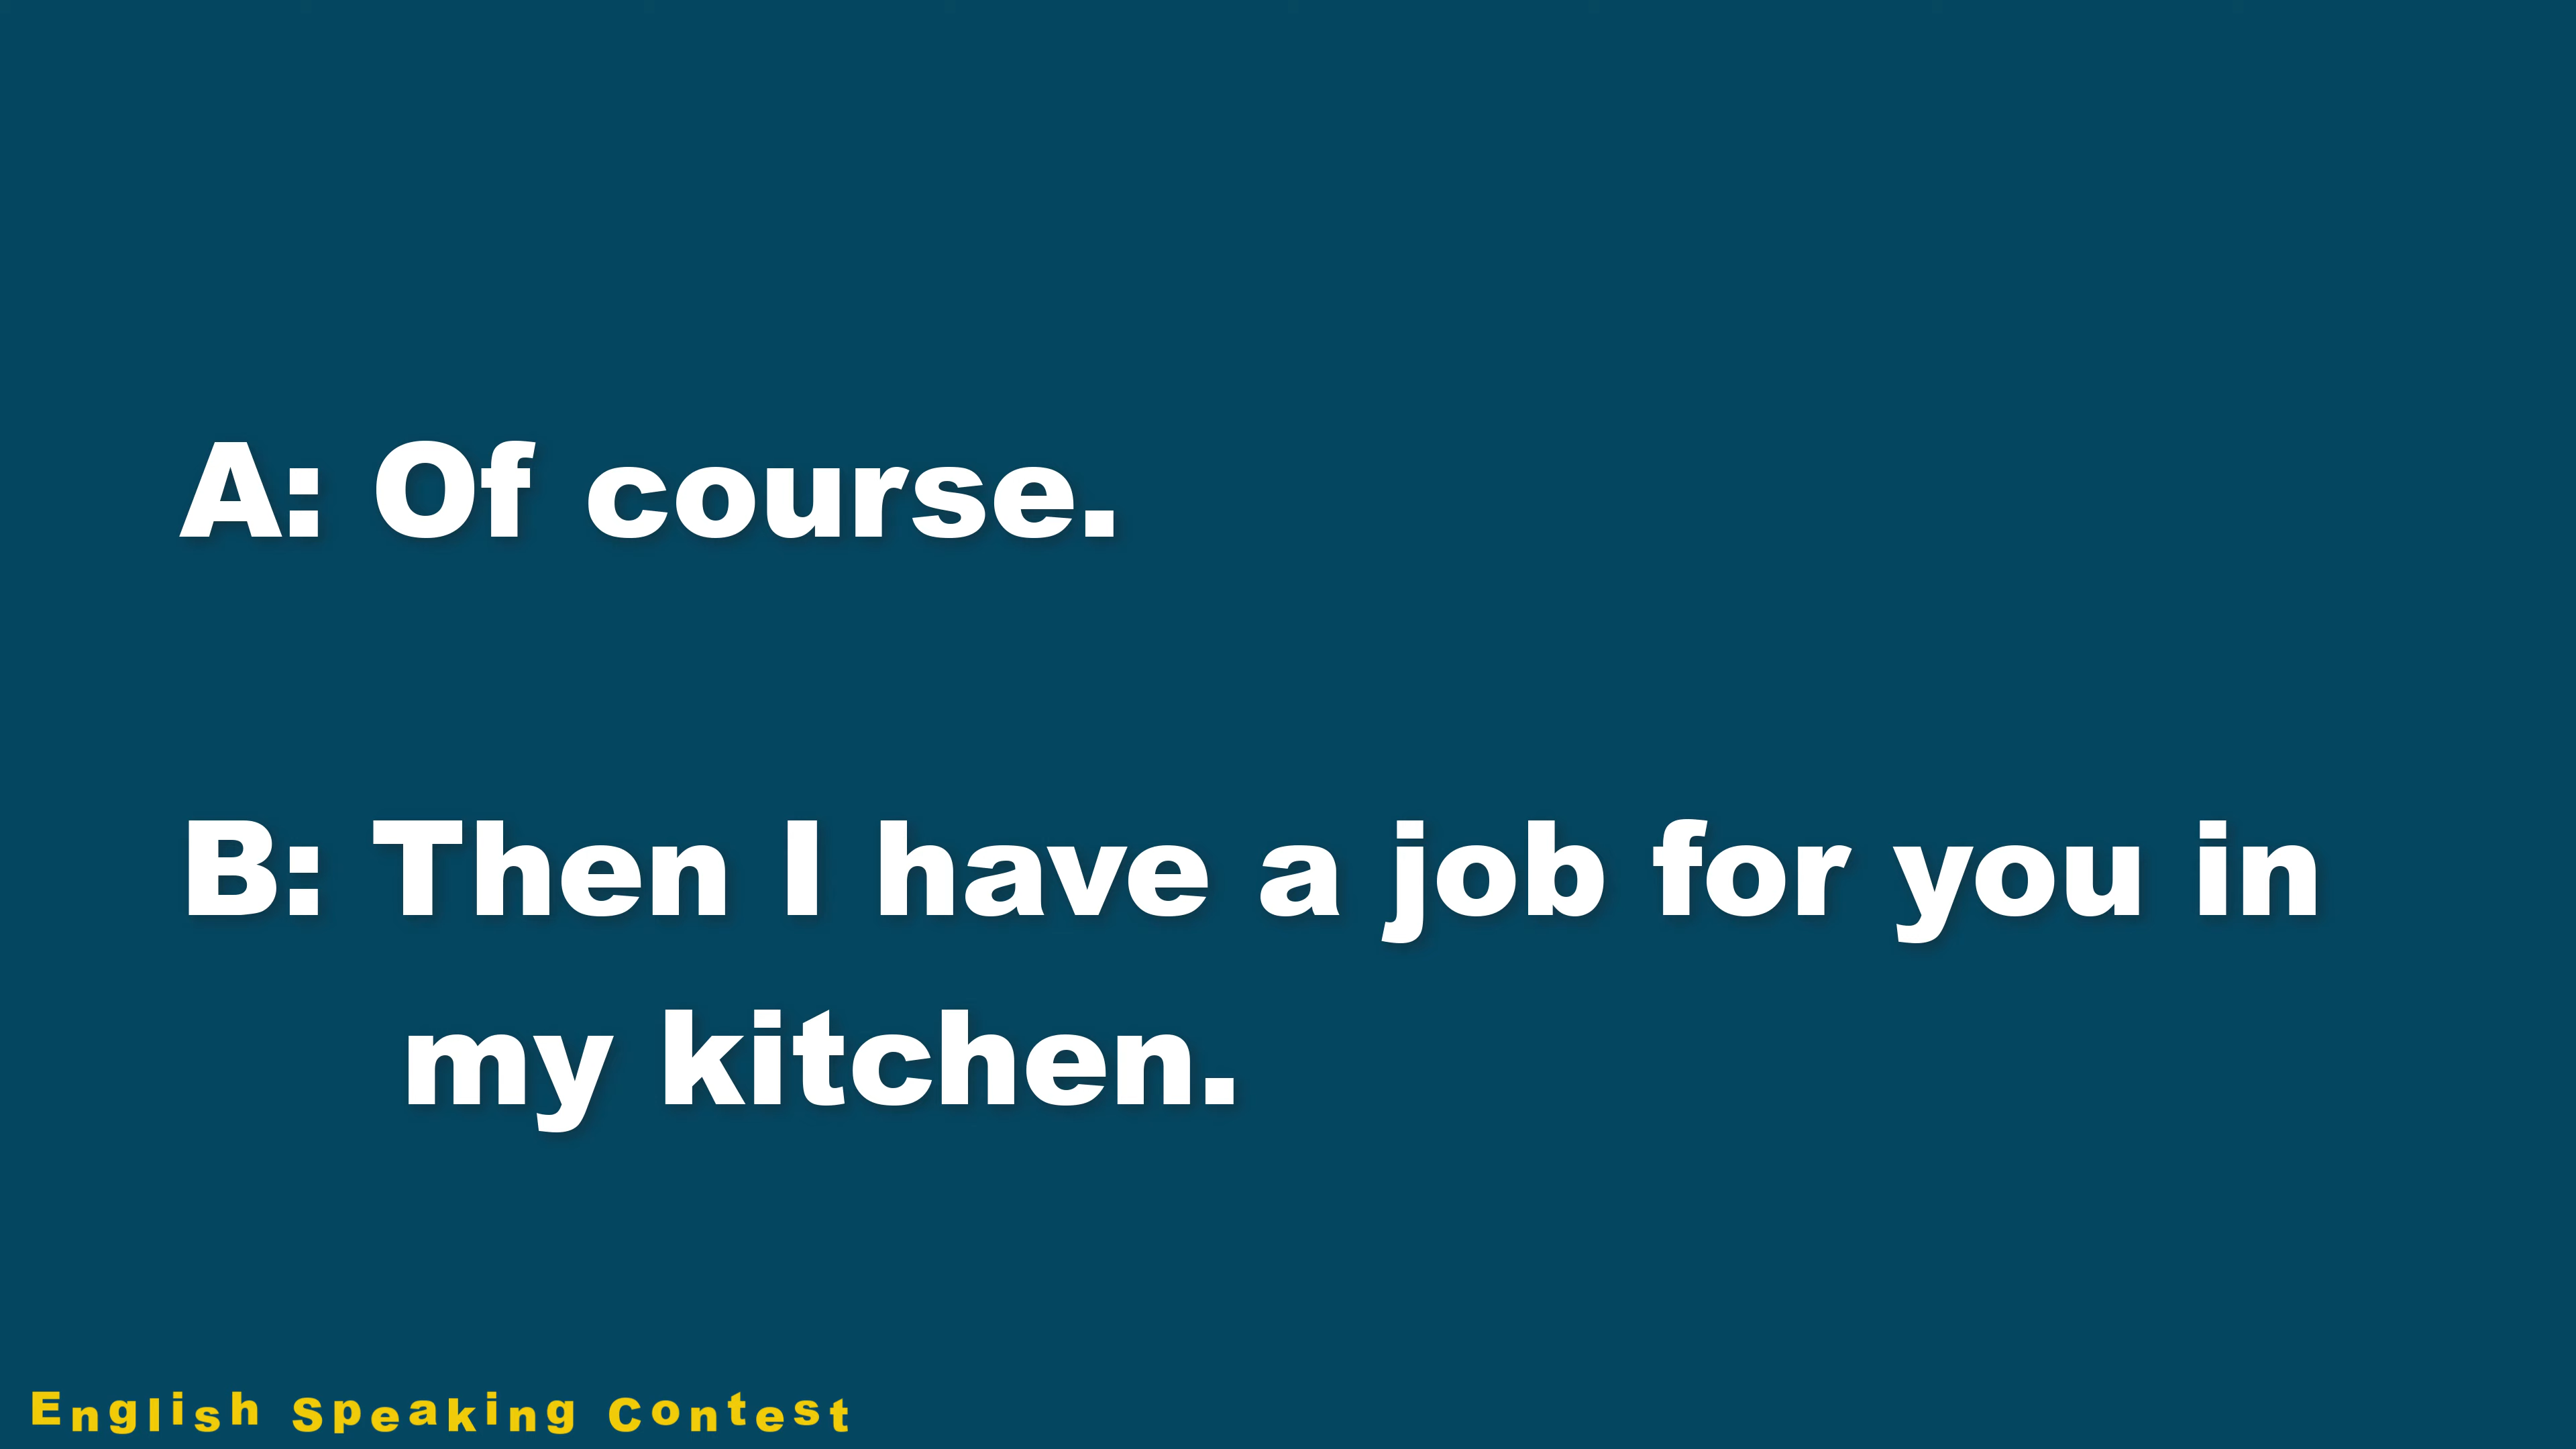 A: Of course.
B: Then I have a job for you in
my kitchen.
English Speaking Contest